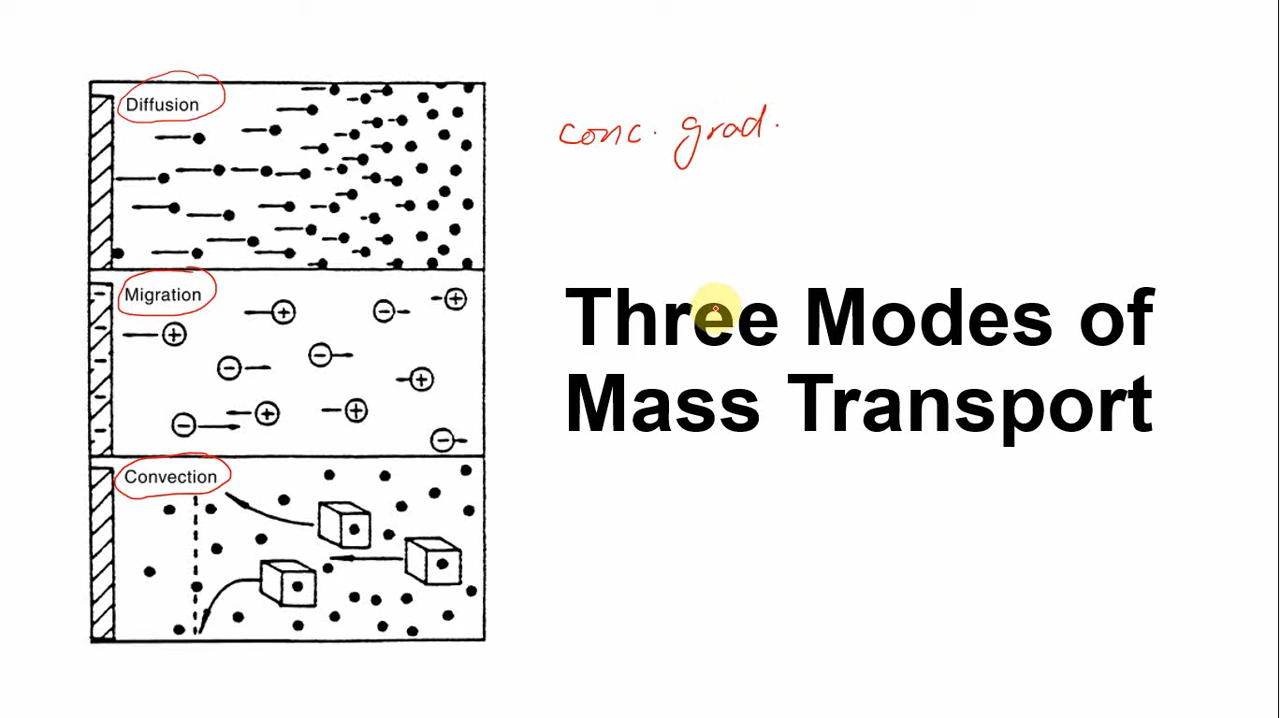 Diffusion
conc. grad.
Migration
Three Modes of
Mass Transport
Convection